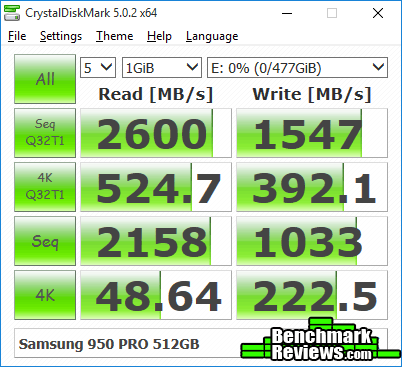 CrystalDiskMark 5.0.2 x64
File Settings Theme Help Language
All 5 1GiB E: 0% (0/477GiB)
Read [MB/s] Write [MB/s]
Seq
Q32T1 2600 1547
4K
Q32T1 524.7 392.1
Seq 2158 1033
4K 48.64 222.5
Samsung 950 PRO 512GB
Benchmark
Reviews.com